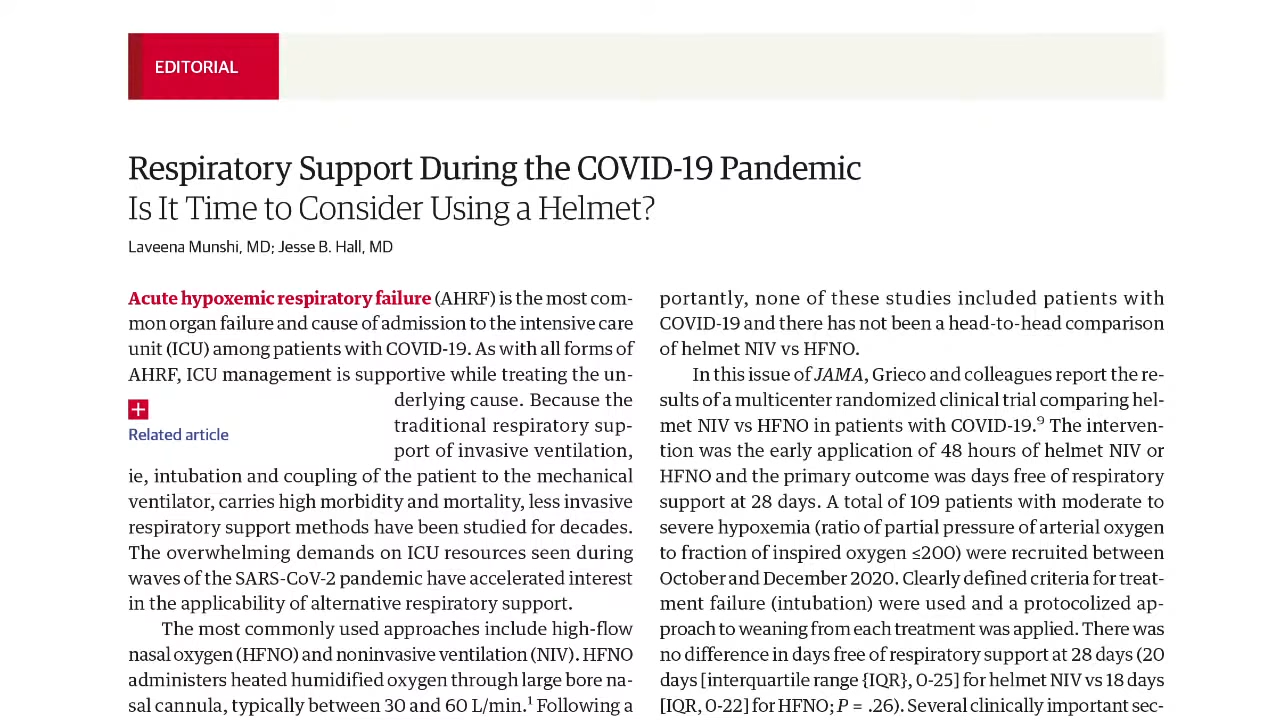 EDITORIAL
Respiratory Support During the COVID-19 Pandemic
Is It Time to Consider Using a Helmet?
Laveena Munshi, MD; Jesse B. Hall, MD
Acute hypoxemic respiratory failure (AHRF) is the most com-
mon organ failure and cause of admission to the intensive care
unit (ICU) among patients with COVID-19. As with all forms of
AHRF, ICU management is supportive while treating the un-
derlying cause. Because the
traditional respiratory sup-
port of invasive ventilation,
Related article
ie, intubation and coupling of the patient to the mechanical
ventilator, carries high morbidity and mortality, less invasive
respiratory support methods have been studied for decades.
The overwhelming demands on ICU resources seen during
waves of the SARS-CoV-2 pandemic have accelerated interest
in the applicability of alternative respiratory support.
The most commonly used approaches include high-flow
nasal oxygen (HFNO) and noninvasive ventilation (NIV). HFNO
administers heated humidified oxygen through large bore na-
sal cannula, typically between 30 and 60 L/min.¹ Following a
portantly, none of these studies included patients with
COVID-19 and there has not been a head-to-head comparison
of helmet NIV vs HFNO.
In this issue of JAMA, Grieco and colleagues report the re-
sults of a multicenter randomized clinical trial comparing hel-
met NIV vs HFNO in patients with COVID-19.⁹ The interven-
tion was the early application of 48 hours of helmet NIV or
HFNO and the primary outcome was days free of respiratory
support at 28 days. A total of 109 patients with moderate to
severe hypoxemia (ratio of partial pressure of arterial oxygen
to fraction of inspired oxygen ≤200) were recruited between
October and December 2020. Clearly defined criteria for treat-
ment failure (intubation) were used and a protocolized ap-
proach to weaning from each treatment was applied. There was
no difference in days free of respiratory support at 28 days (20
days [interquartile range {IQR}, 0-25] for helmet NIV vs 18 days
[IQR, 0-22] for HFNO; P = .26). Several clinically important sec-